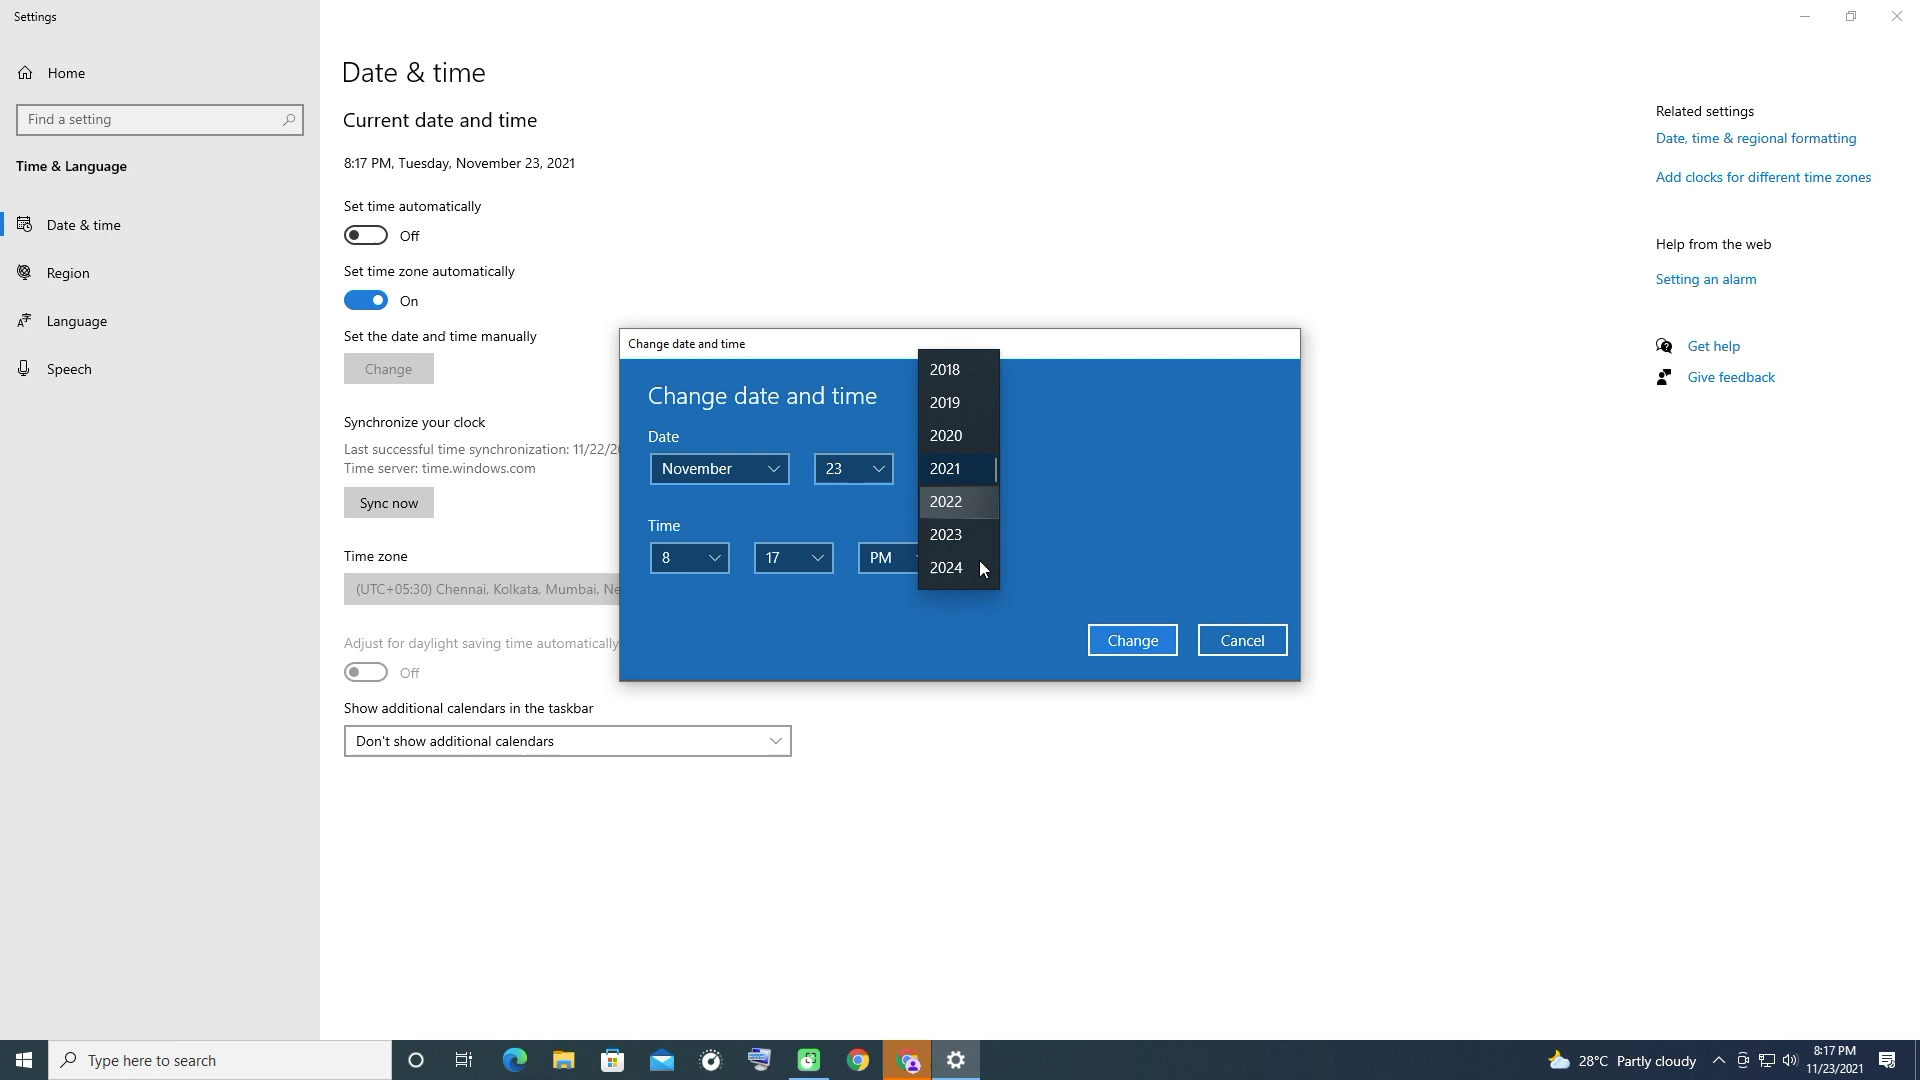 Settings
Home
Find a setting
Time & Language
Date & time
Region
Language
Speech
Date & time
Current date and time
8:17 PM, Tuesday, November 23, 2021
Set time automatically
Off
Set time zone automatically
On
Set the date and time manually
Change
Synchronize your clock
Last successful time synchronization: 11/22/2
Time server: time.windows.com
Sync now
Time zone
(UTC+05:30) Chennai, Kolkata, Mumbai, Ne
Adjust for daylight saving time automatically
Off
Show additional calendars in the taskbar
Don't show additional calendars
Change date and time
Change date and time
Date
November
23
2018
2019
2020
2021
2022
2023
2024
Time
8
17
PM
Change
Cancel
Related settings
Date, time & regional formatting
Add clocks for different time zones
Help from the web
Setting an alarm
Get help
Give feedback
Type here to search
28°C Partly cloudy
8:17 PM
11/23/2021